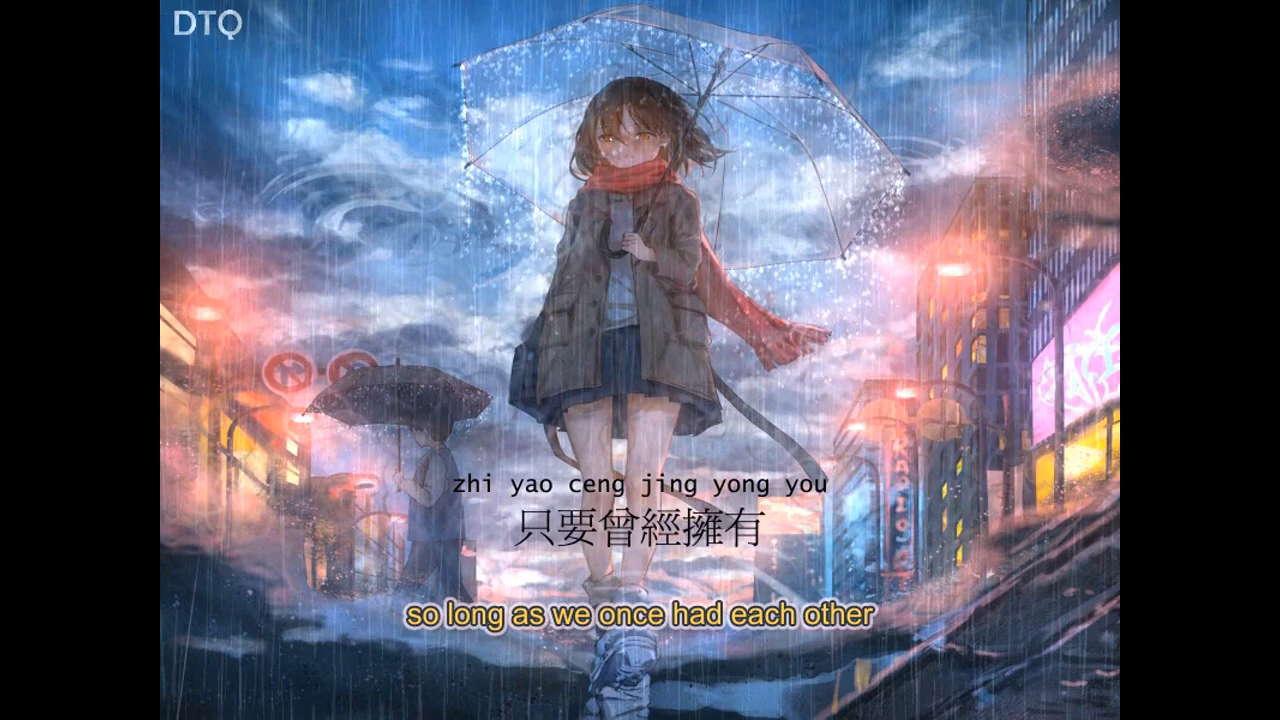 DTQ
zhi yao ceng jing yong you
只要曾經擁有
so long as we once had each other